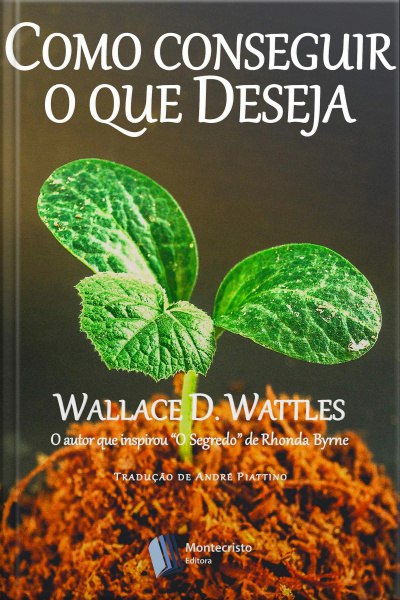 Como conseguir
o que Deseja
Wallace D. Wattles
O autor que inspirou “O Segredo” de Rhonda Byrne
Tradução de André Piattino
Montecristo
Editora